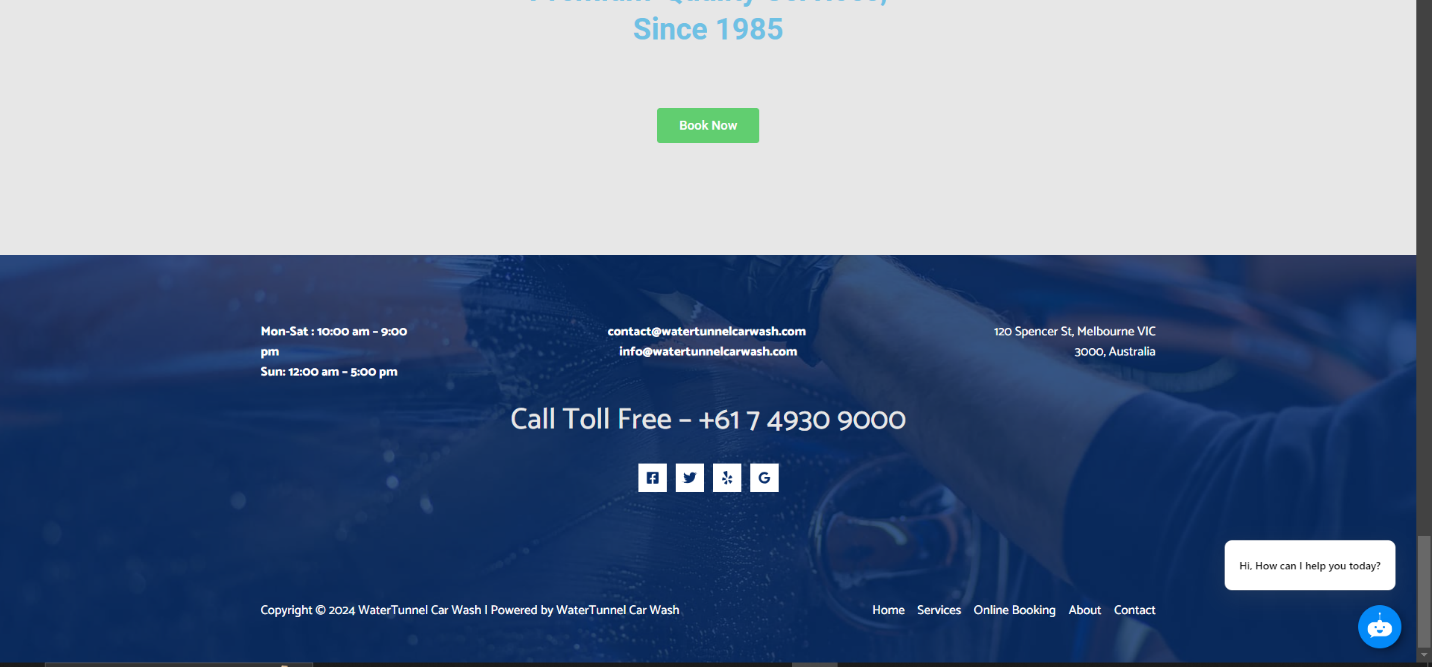 Premium Quality Services,
Since 1985
Book Now
Mon-Sat : 10:00 am – 9:00
pm
Sun: 12:00 am – 5:00 pm
contact@watertunnelcarwash.com
info@watertunnelcarwash.com
120 Spencer St, Melbourne VIC
3000, Australia
Call Toll Free – +61 7 4930 9000
Hi, How can I help you today?
Copyright © 2024 WaterTunnel Car Wash | Powered by WaterTunnel Car Wash
Home Services Online Booking About Contact